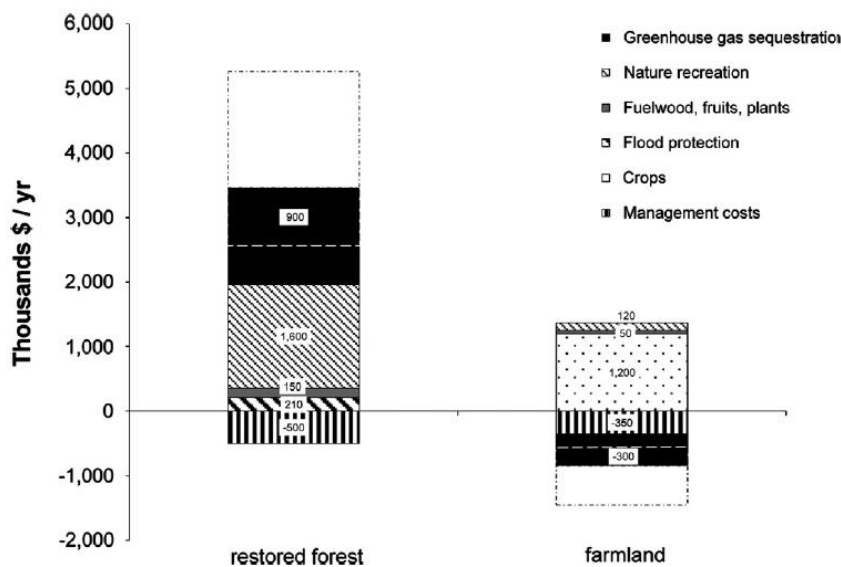 6,000
5,000
4,000
3,000
2,000
1,000
0
-1,000
-2,000
Thousands $ / yr
900
1,600
150
210
-500
restored forest
120
50
1,200
-350
-300
farmland
Greenhouse gas sequestration
Nature recreation
Fuelwood, fruits, plants
Flood protection
Crops
Management costs